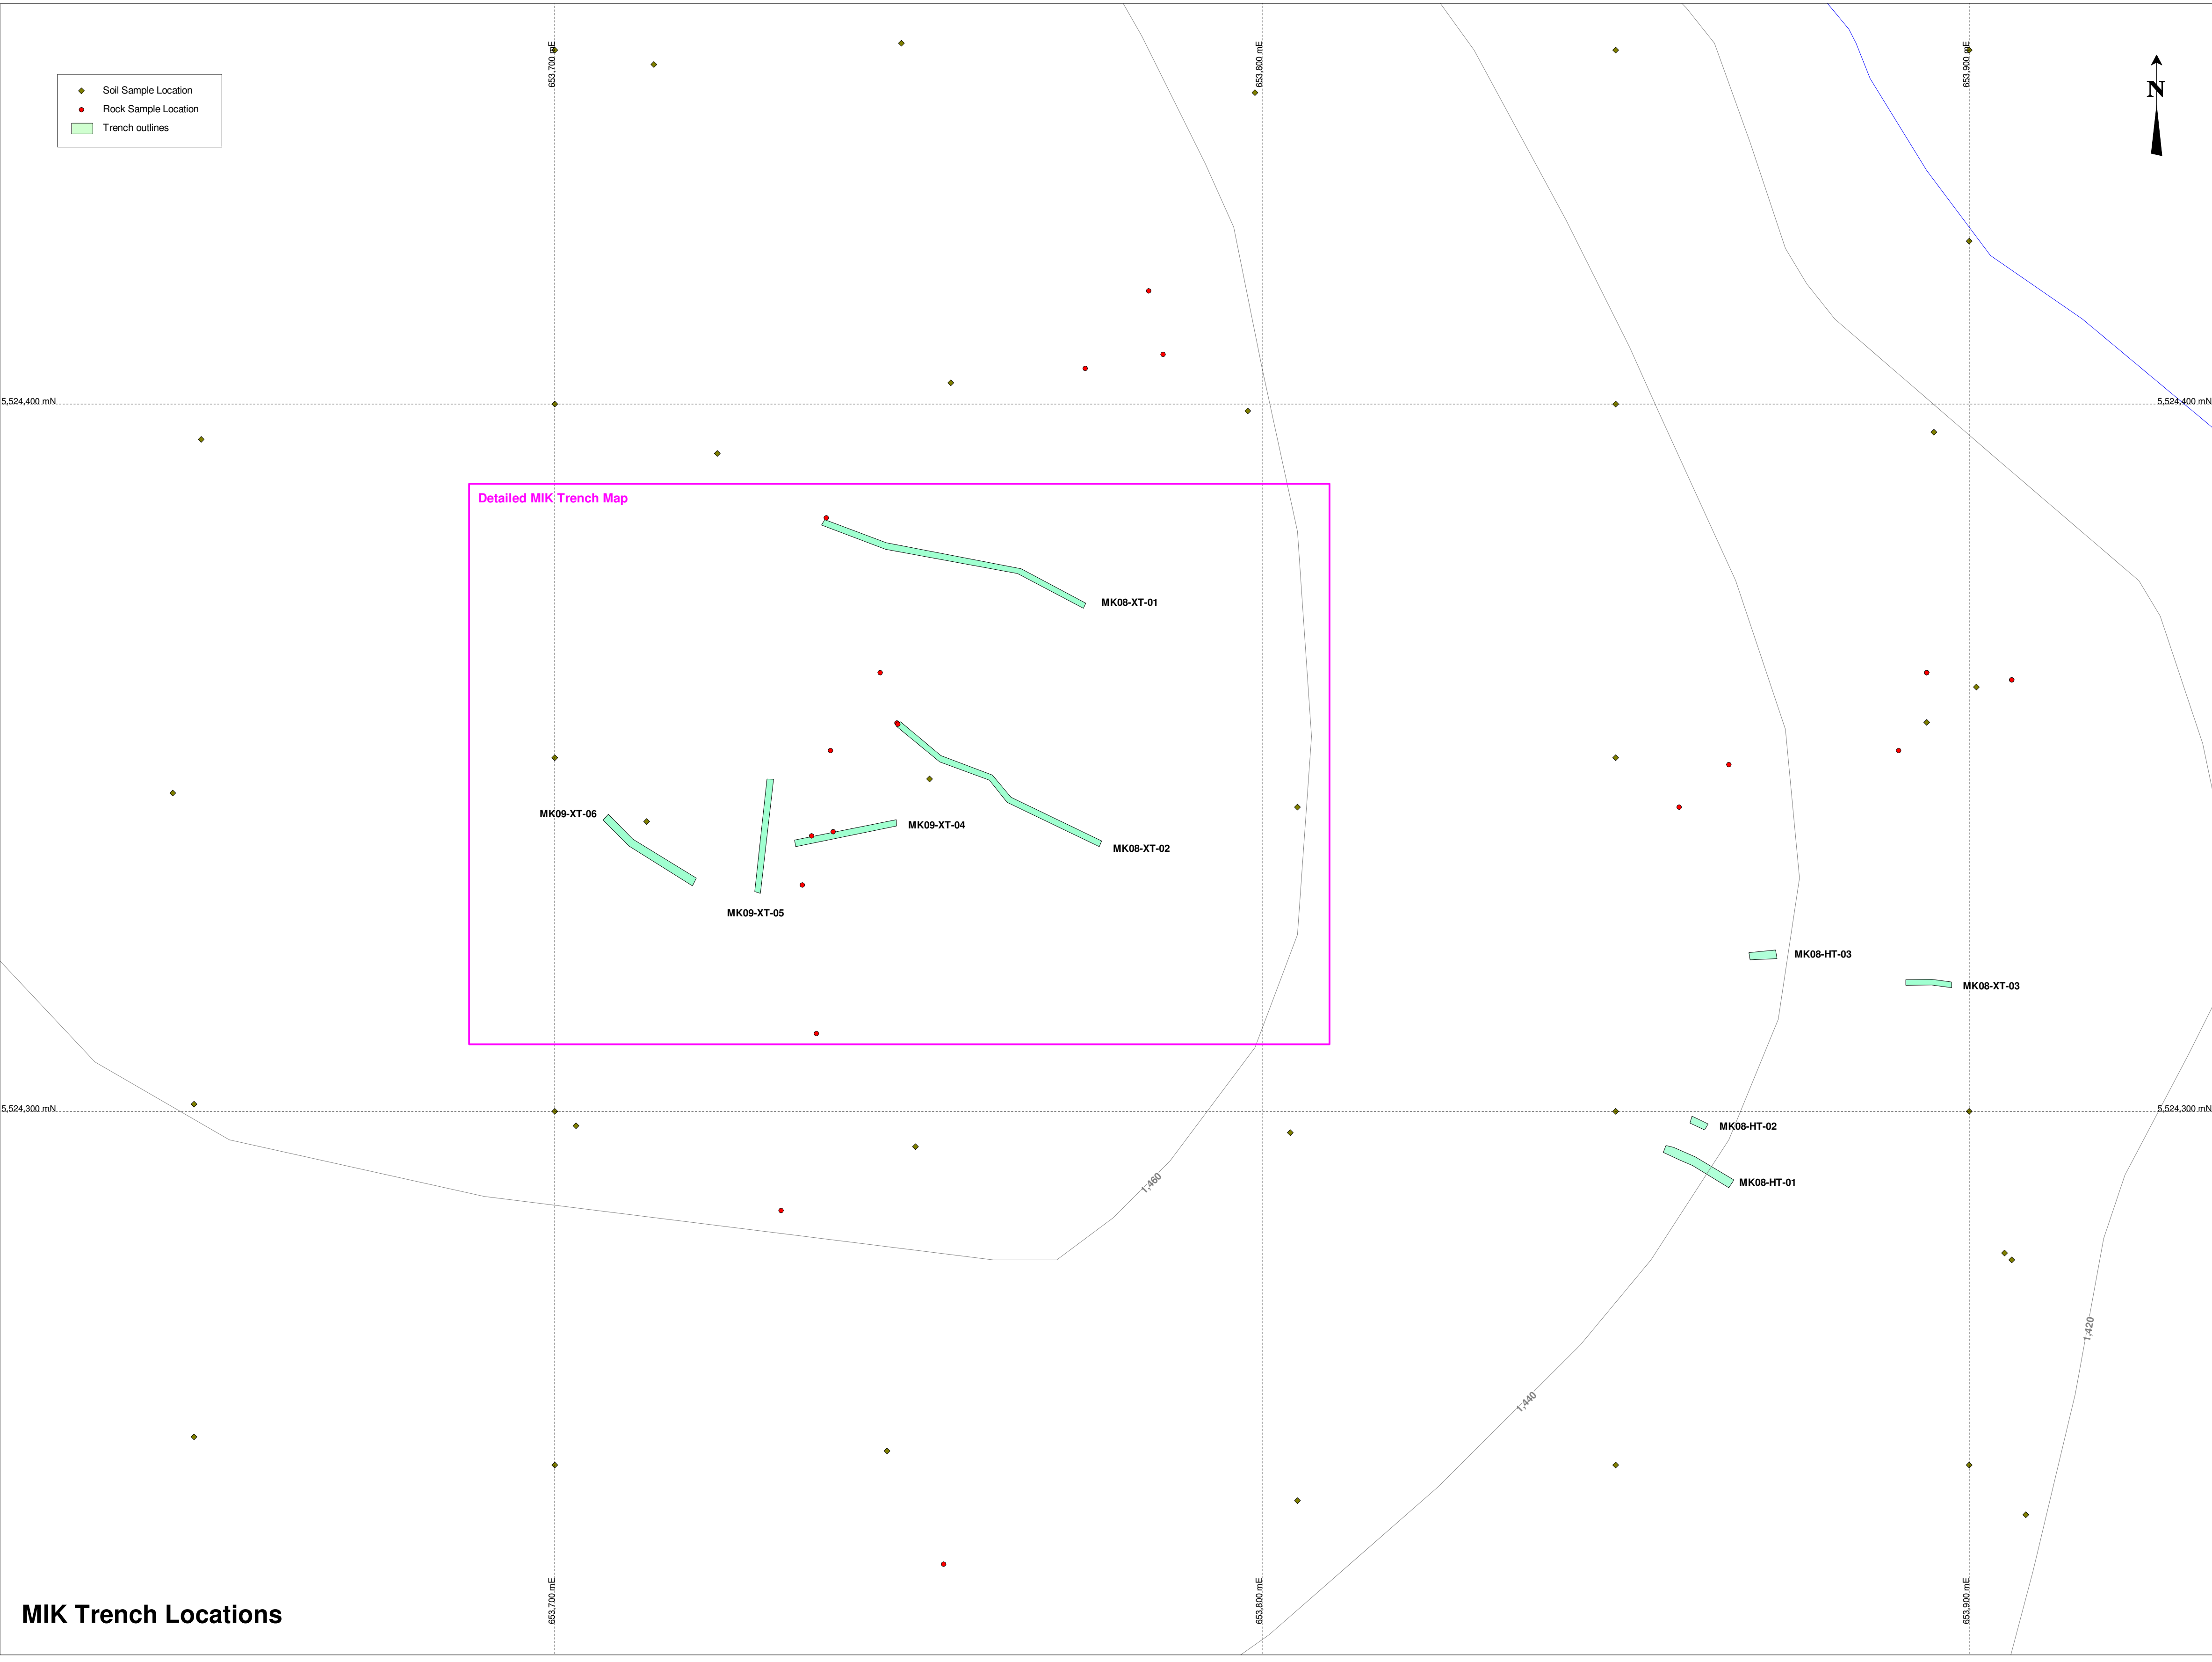 653,700 mE
653,800 mE
653,900 mE
N
Soil Sample Location
Rock Sample Location
Trench outlines
5,524,400 mN
5,524,400 mN
Detailed MIK Trench Map
MK08-XT-01
MK09-XT-06
MK09-XT-04
MK08-XT-02
MK09-XT-05
MK08-HT-03
MK08-XT-03
5,524,300 mN
5,524,300 mN
MK08-HT-02
MK08-HT-01
1,460
1,420
1,440
653,700 mE
653,800 mE
653,900 mE
MIK Trench Locations